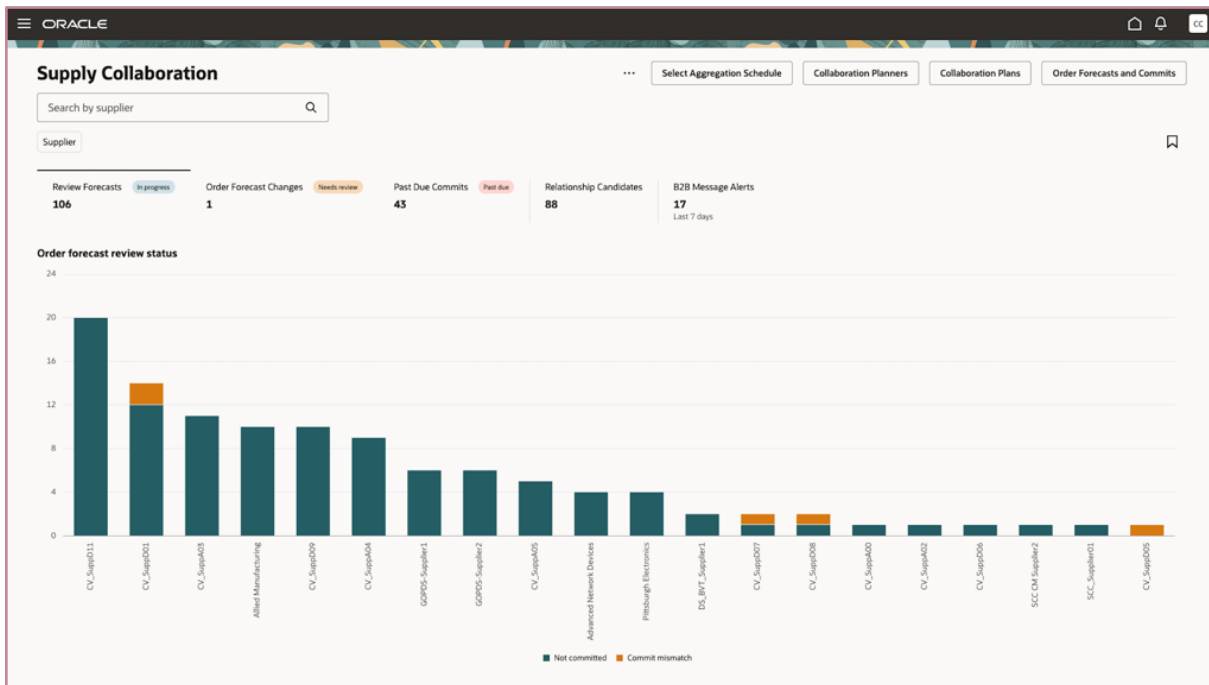 ORACLE
CC
Supply Collaboration
... Select Aggregation Schedule Collaboration Planners Collaboration Plans Order Forecasts and Commits
Search by supplier
Supplier
Review Forecasts In progress Order Forecast Changes Needs review Past Due Commits Past due Relationship Candidates B2B Message Alerts
106 1 43 88 17
Last 7 days
Order forecast review status
24
20
16
12
8
4
0
CV_SuppD11
CV_SuppD01
CV_SuppA03
Allied Manufacturing
CV_SuppD09
CV_SuppA04
GOPDS-Supplier1
GOPDS-Supplier2
CV_SuppA05
Advanced Network Devices
Pittsburgh Electronics
DS_BVT_Supplier1
CV_SuppD07
CV_SuppD08
CV_SuppA00
CV_SuppA02
CV_SuppD06
SCC CM Supplier2
SCC_Supplier01
CV_SuppD05
Not committed Commit mismatch